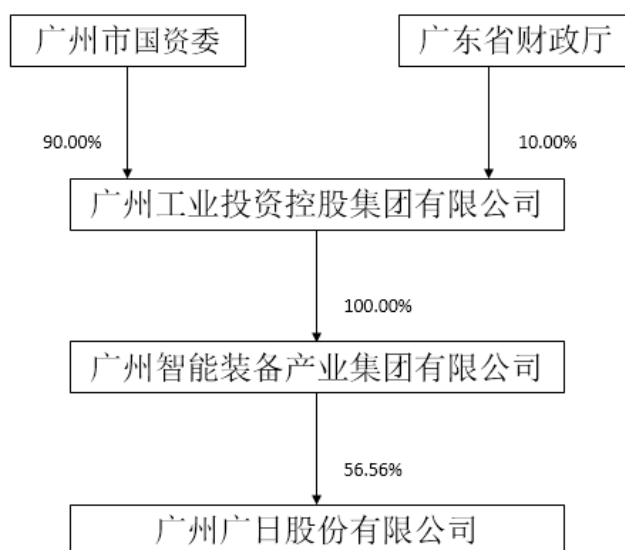 广州市国资委
广东省财政厅
90.00%
10.00%
广州工业投资控股集团有限公司
100.00%
广州智能装备产业集团有限公司
56.56%
广州广日股份有限公司